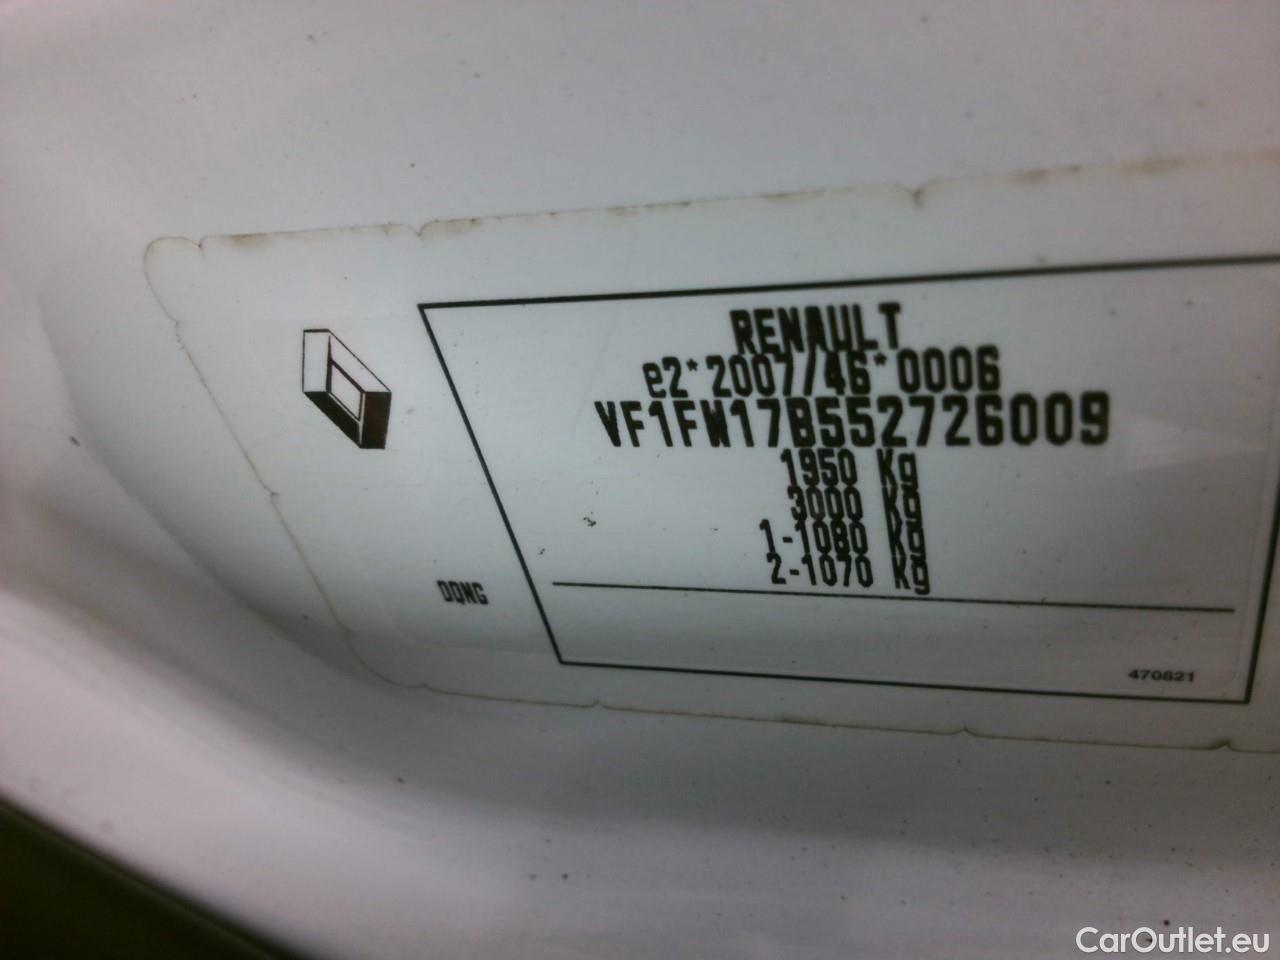 RENAULT
e2*2007/46*0006
VF1FW17B552726009
1950 Kg
3000 Kg
1-1080 Kg
2-1070 Kg
DQNG
470821
CarOutlet.eu